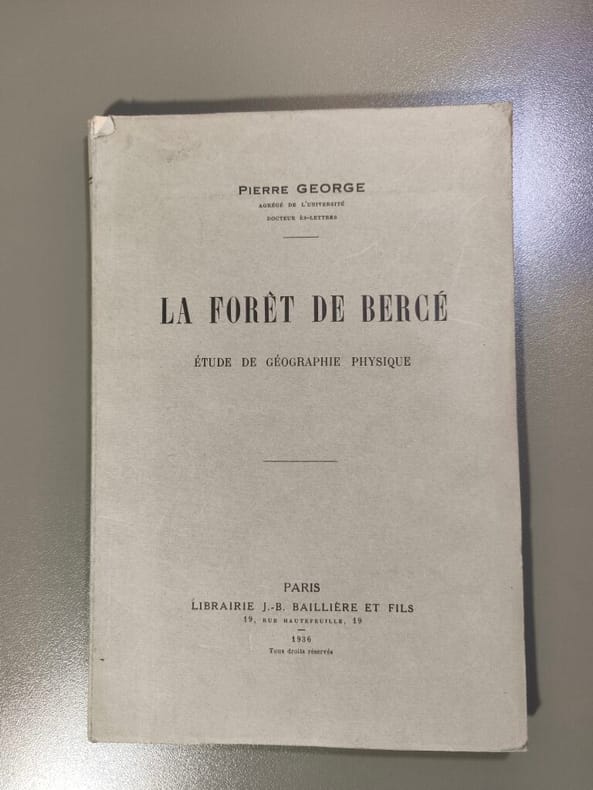 PIERRE GEORGE
AGRÉGÉ DE L'UNIVERSITÉ
DOCTEUR ÈS-LETTRES
LA FORÊT DE BERCÉ
ÉTUDE DE GÉOGRAPHIE PHYSIQUE
PARIS
LIBRAIRIE J.-B. BAILLIÈRE ET FILS
19, RUE HAUTEFEUILLE, 19
1936
Tous droits réservés